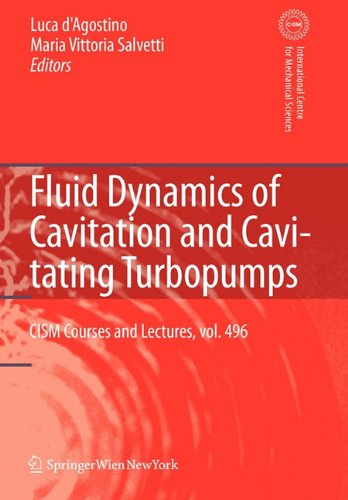 Luca d'Agostino
Maria Vittoria Salvetti
Editors
CISM
International Centre
for Mechanical Sciences
Fluid Dynamics of
Cavitation and Cavi-
tating Turbopumps
CISM Courses and Lectures, vol. 496
SpringerWienNewYork